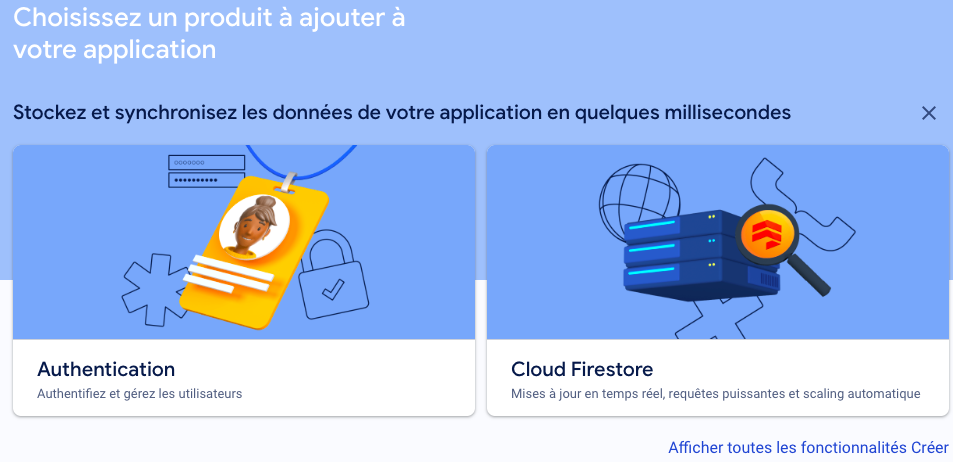 Choisissez un produit à ajouter à
votre application
Stockez et synchronisez les données de votre application en quelques millisecondes
Authentication
Authentifiez et gérez les utilisateurs
Cloud Firestore
Mises à jour en temps réel, requêtes puissantes et scaling automatique
Afficher toutes les fonctionnalités Créer